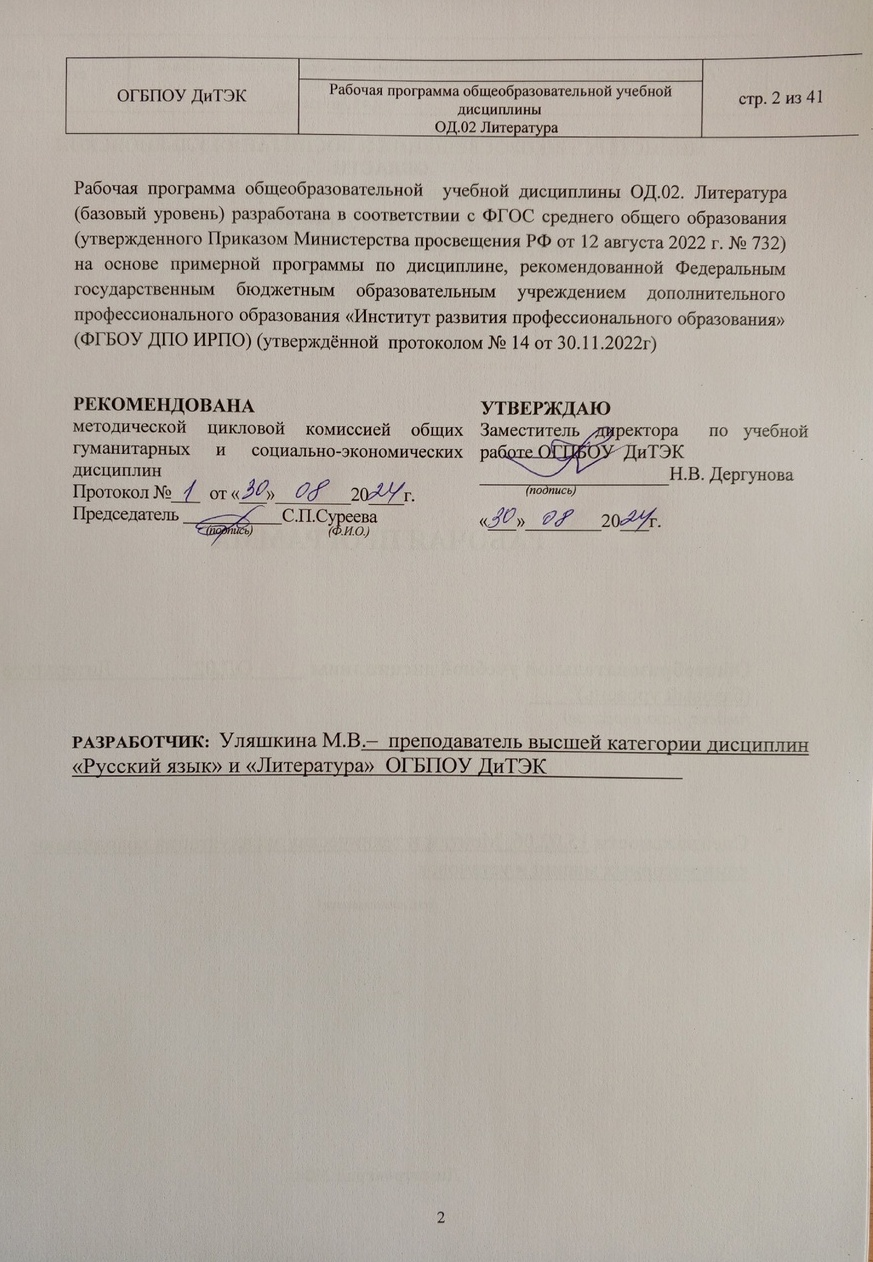 ОГБПОУ ДиТЭК
Рабочая программа общеобразовательной учебной
дисциплины
ОД.02 Литература
стр. 2 из 41
Рабочая программа общеобразовательной учебной дисциплины ОД.02. Литература
(базовый уровень) разработана в соответствии с ФГОС среднего общего образования
(утвержденного Приказом Министерства просвещения РФ от 12 августа 2022 г. № 732)
на основе примерной программы по дисциплине, рекомендованной Федеральным
государственным бюджетным образовательным учреждением дополнительного
профессионального образования «Институт развития профессионального образования»
(ФГБОУ ДПО ИРПО) (утверждённой протоколом № 14 от 30.11.2022г)
РЕКОМЕНДОВАНА
методической цикловой комиссией общих
гуманитарных и социально-экономических
дисциплин
Протокол № 1 от «30» 08 2024г.
Председатель ________ С.П.Суреева
(подпись) (Ф.И.О.)
УТВЕРЖДАЮ
Заместитель директора по учебной
работе ОГПБОУ ДиТЭК
________ Н.В. Дергунова
(подпись)
«30» 08 2024г.
РАЗРАБОТЧИК: Уляшкина М.В.– преподаватель высшей категории дисциплин
«Русский язык» и «Литература» ОГБПОУ ДиТЭК
2